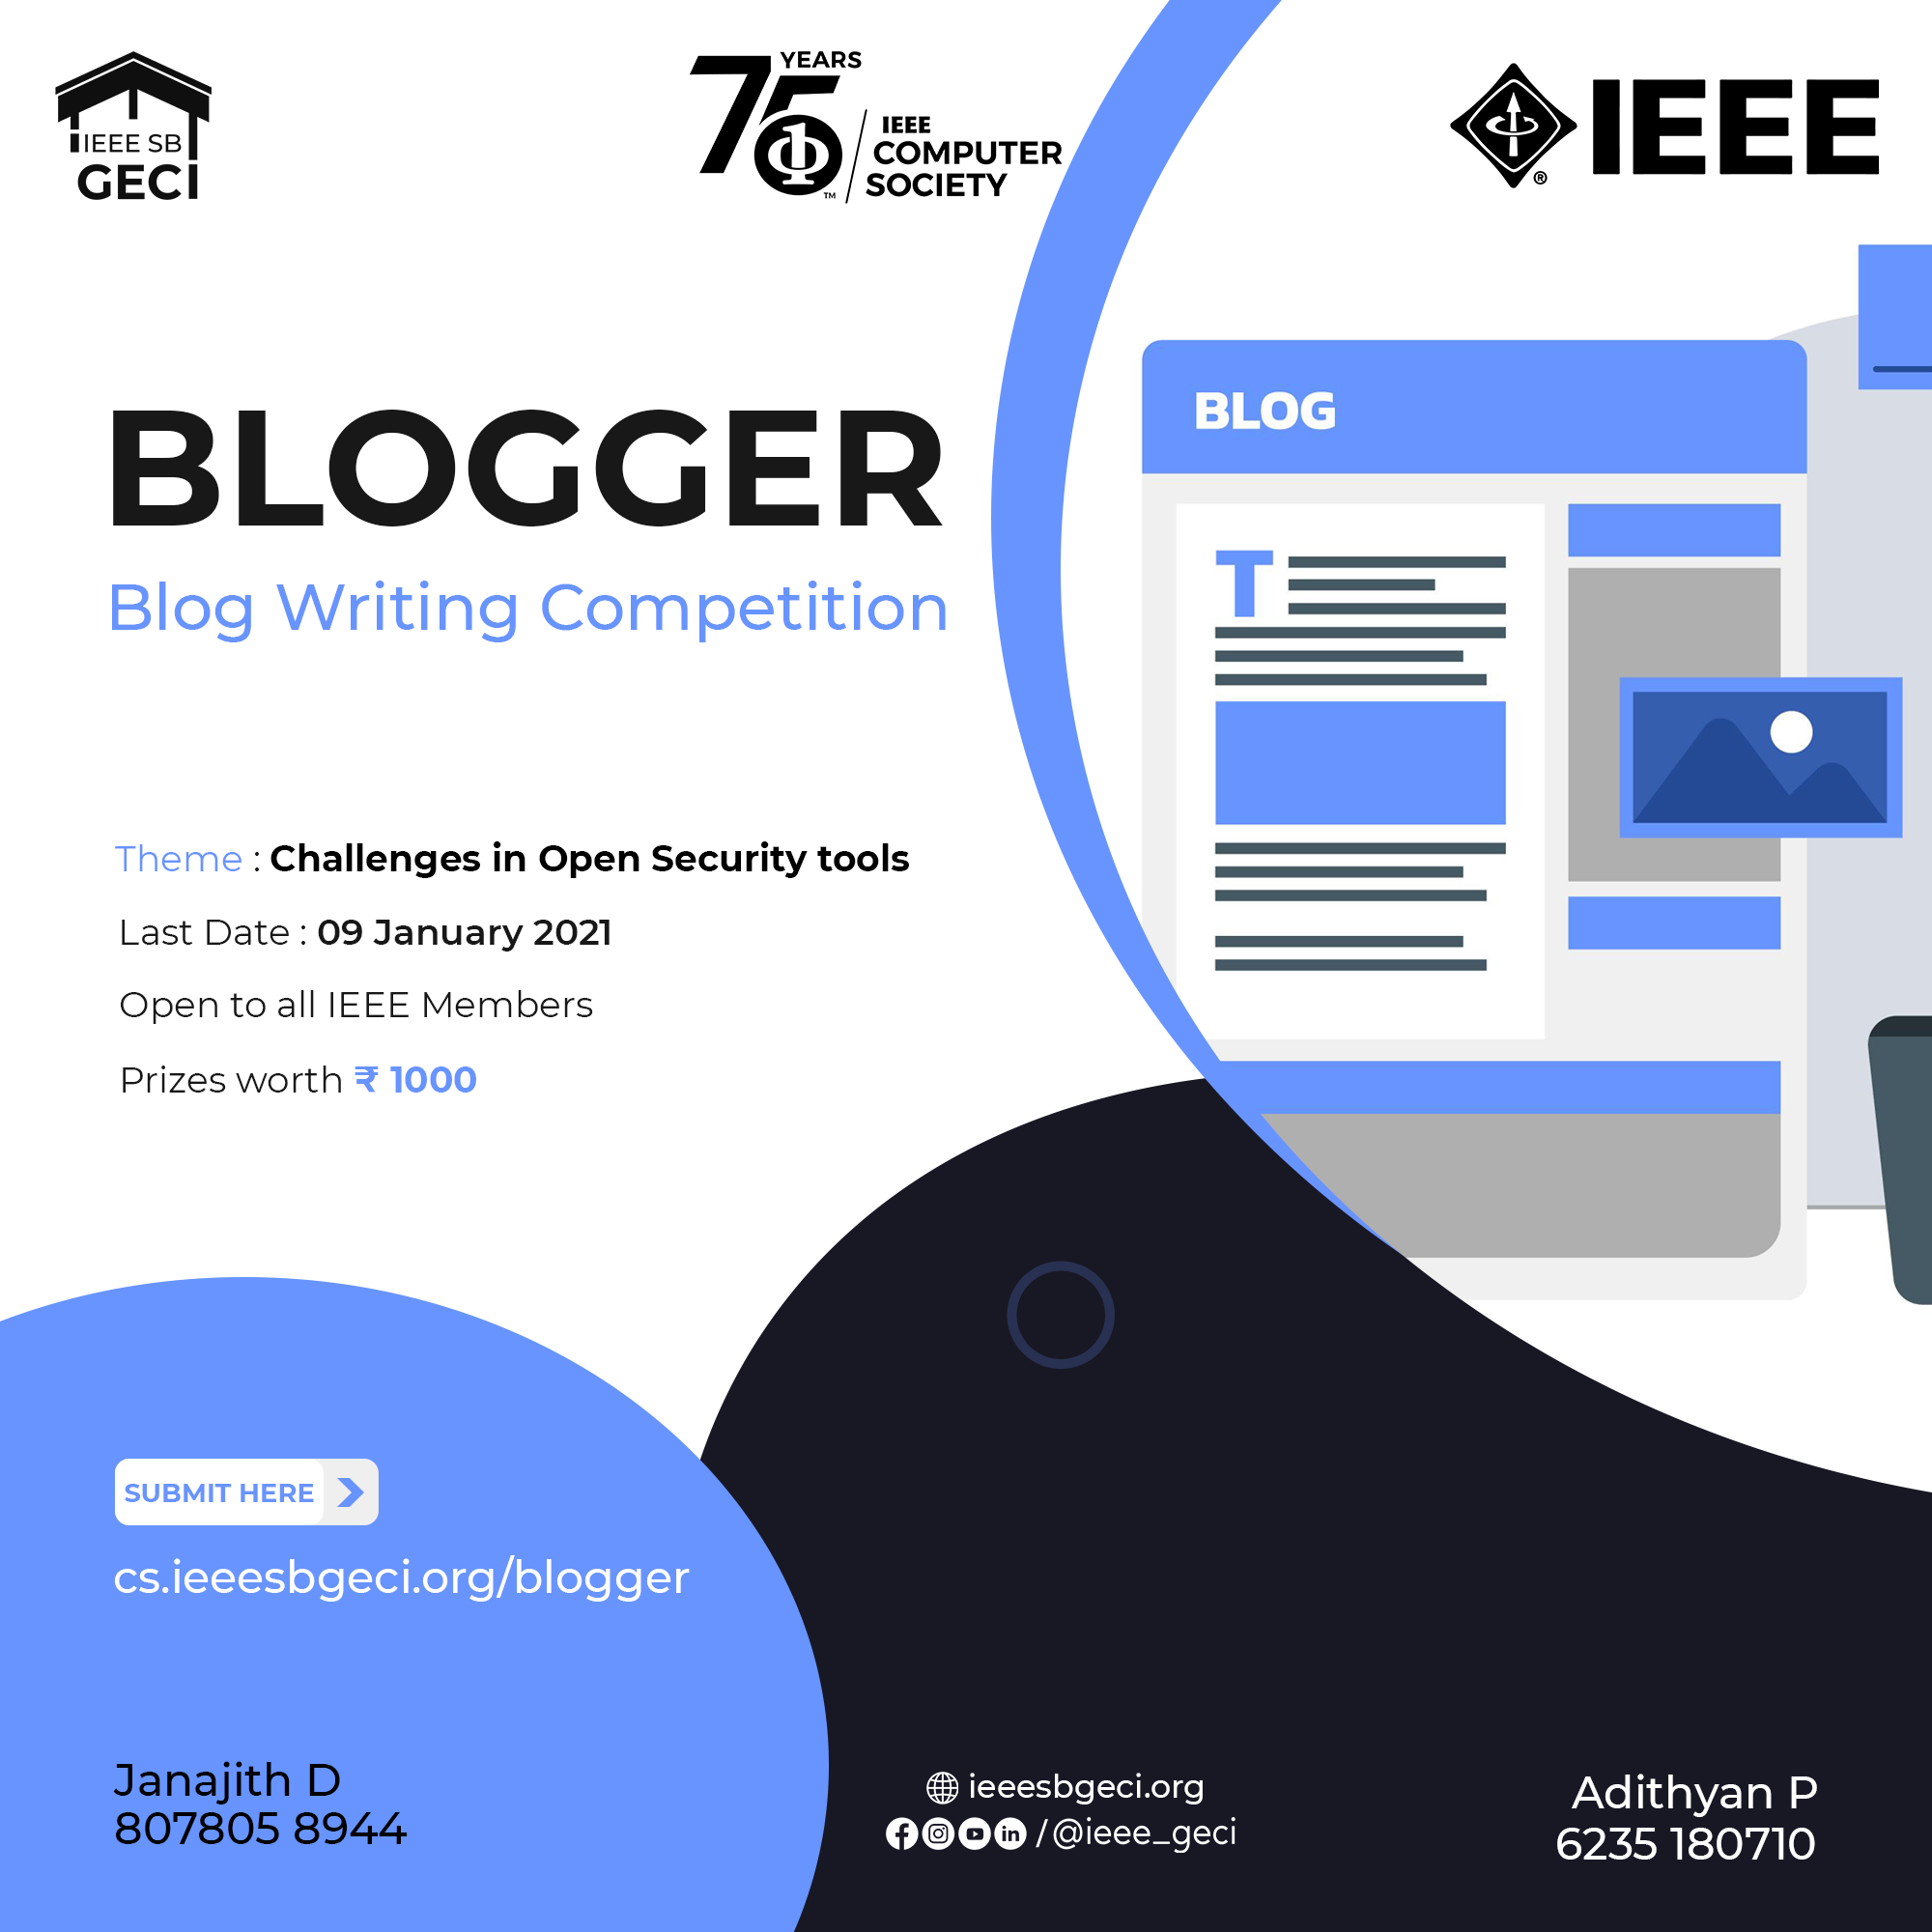 IEEE SB
GECI
75 YEARS
IEEE
COMPUTER
SOCIETY
TM
IEEE
®
BLOGGER
Blog Writing Competition
BLOG
T
Theme : Challenges in Open Security tools
Last Date : 09 January 2021
Open to all IEEE Members
Prizes worth ₹ 1000
SUBMIT HERE
cs.ieeesbgeci.org/blogger
Janajith D
807805 8944
ieeesbgeci.org
in / @ieee_geci
Adithyan P
6235 180710